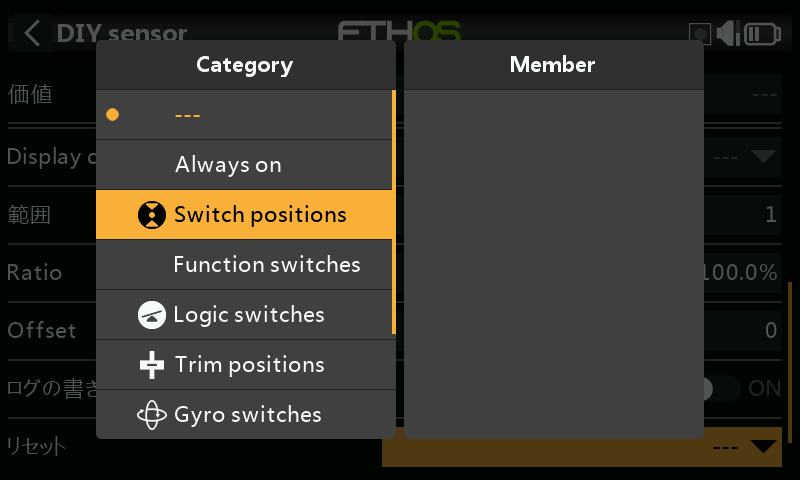 DIY sensor
ETHOS
Category
Member
価値
---
---
Always on
Display
---
Switch positions
範囲
1
Function switches
Ratio
100.0%
Logic switches
Offset
0
Trim positions
ログの書き
ON
Gyro switches
リセット
---